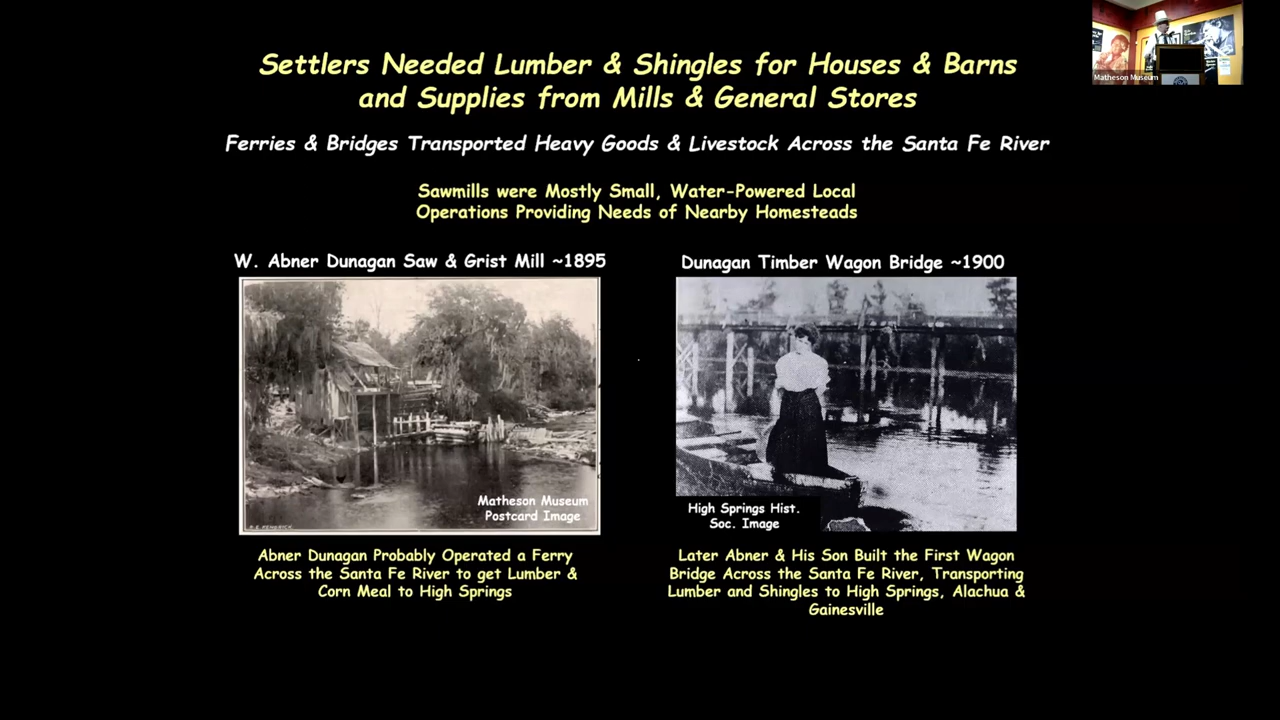 Settlers Needed Lumber & Shingles for Houses & Barns
and Supplies from Mills & General Stores
Ferries & Bridges Transported Heavy Goods & Livestock Across the Santa Fe River
Sawmills were Mostly Small, Water-Powered Local
Operations Providing Needs of Nearby Homesteads
W. Abner Dunagan Saw & Grist Mill ~1895
Matheson Museum
Postcard Image
Abner Dunagan Probably Operated a Ferry
Across the Santa Fe River to get Lumber &
Corn Meal to High Springs
Dunagan Timber Wagon Bridge ~1900
High Springs Hist.
Soc. Image
Later Abner & His Son Built the First Wagon
Bridge Across the Santa Fe River, Transporting
Lumber and Shingles to High Springs, Alachua &
Gainesville
Matheson Museum